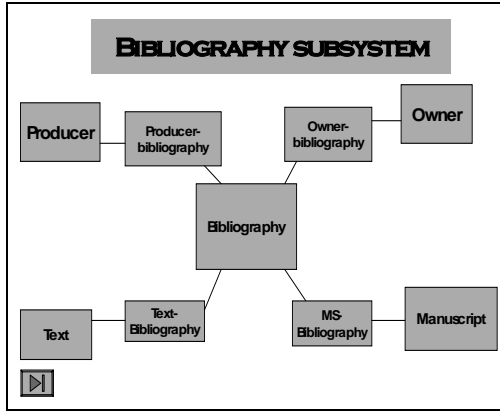 BIBLIOGRAPHY SUBSYSTEM
Producer
Producer-
bibliography
Owner-
bibliography
Owner
Bibliography
Text
Text-
Bibliography
MS-
Bibliography
Manuscript